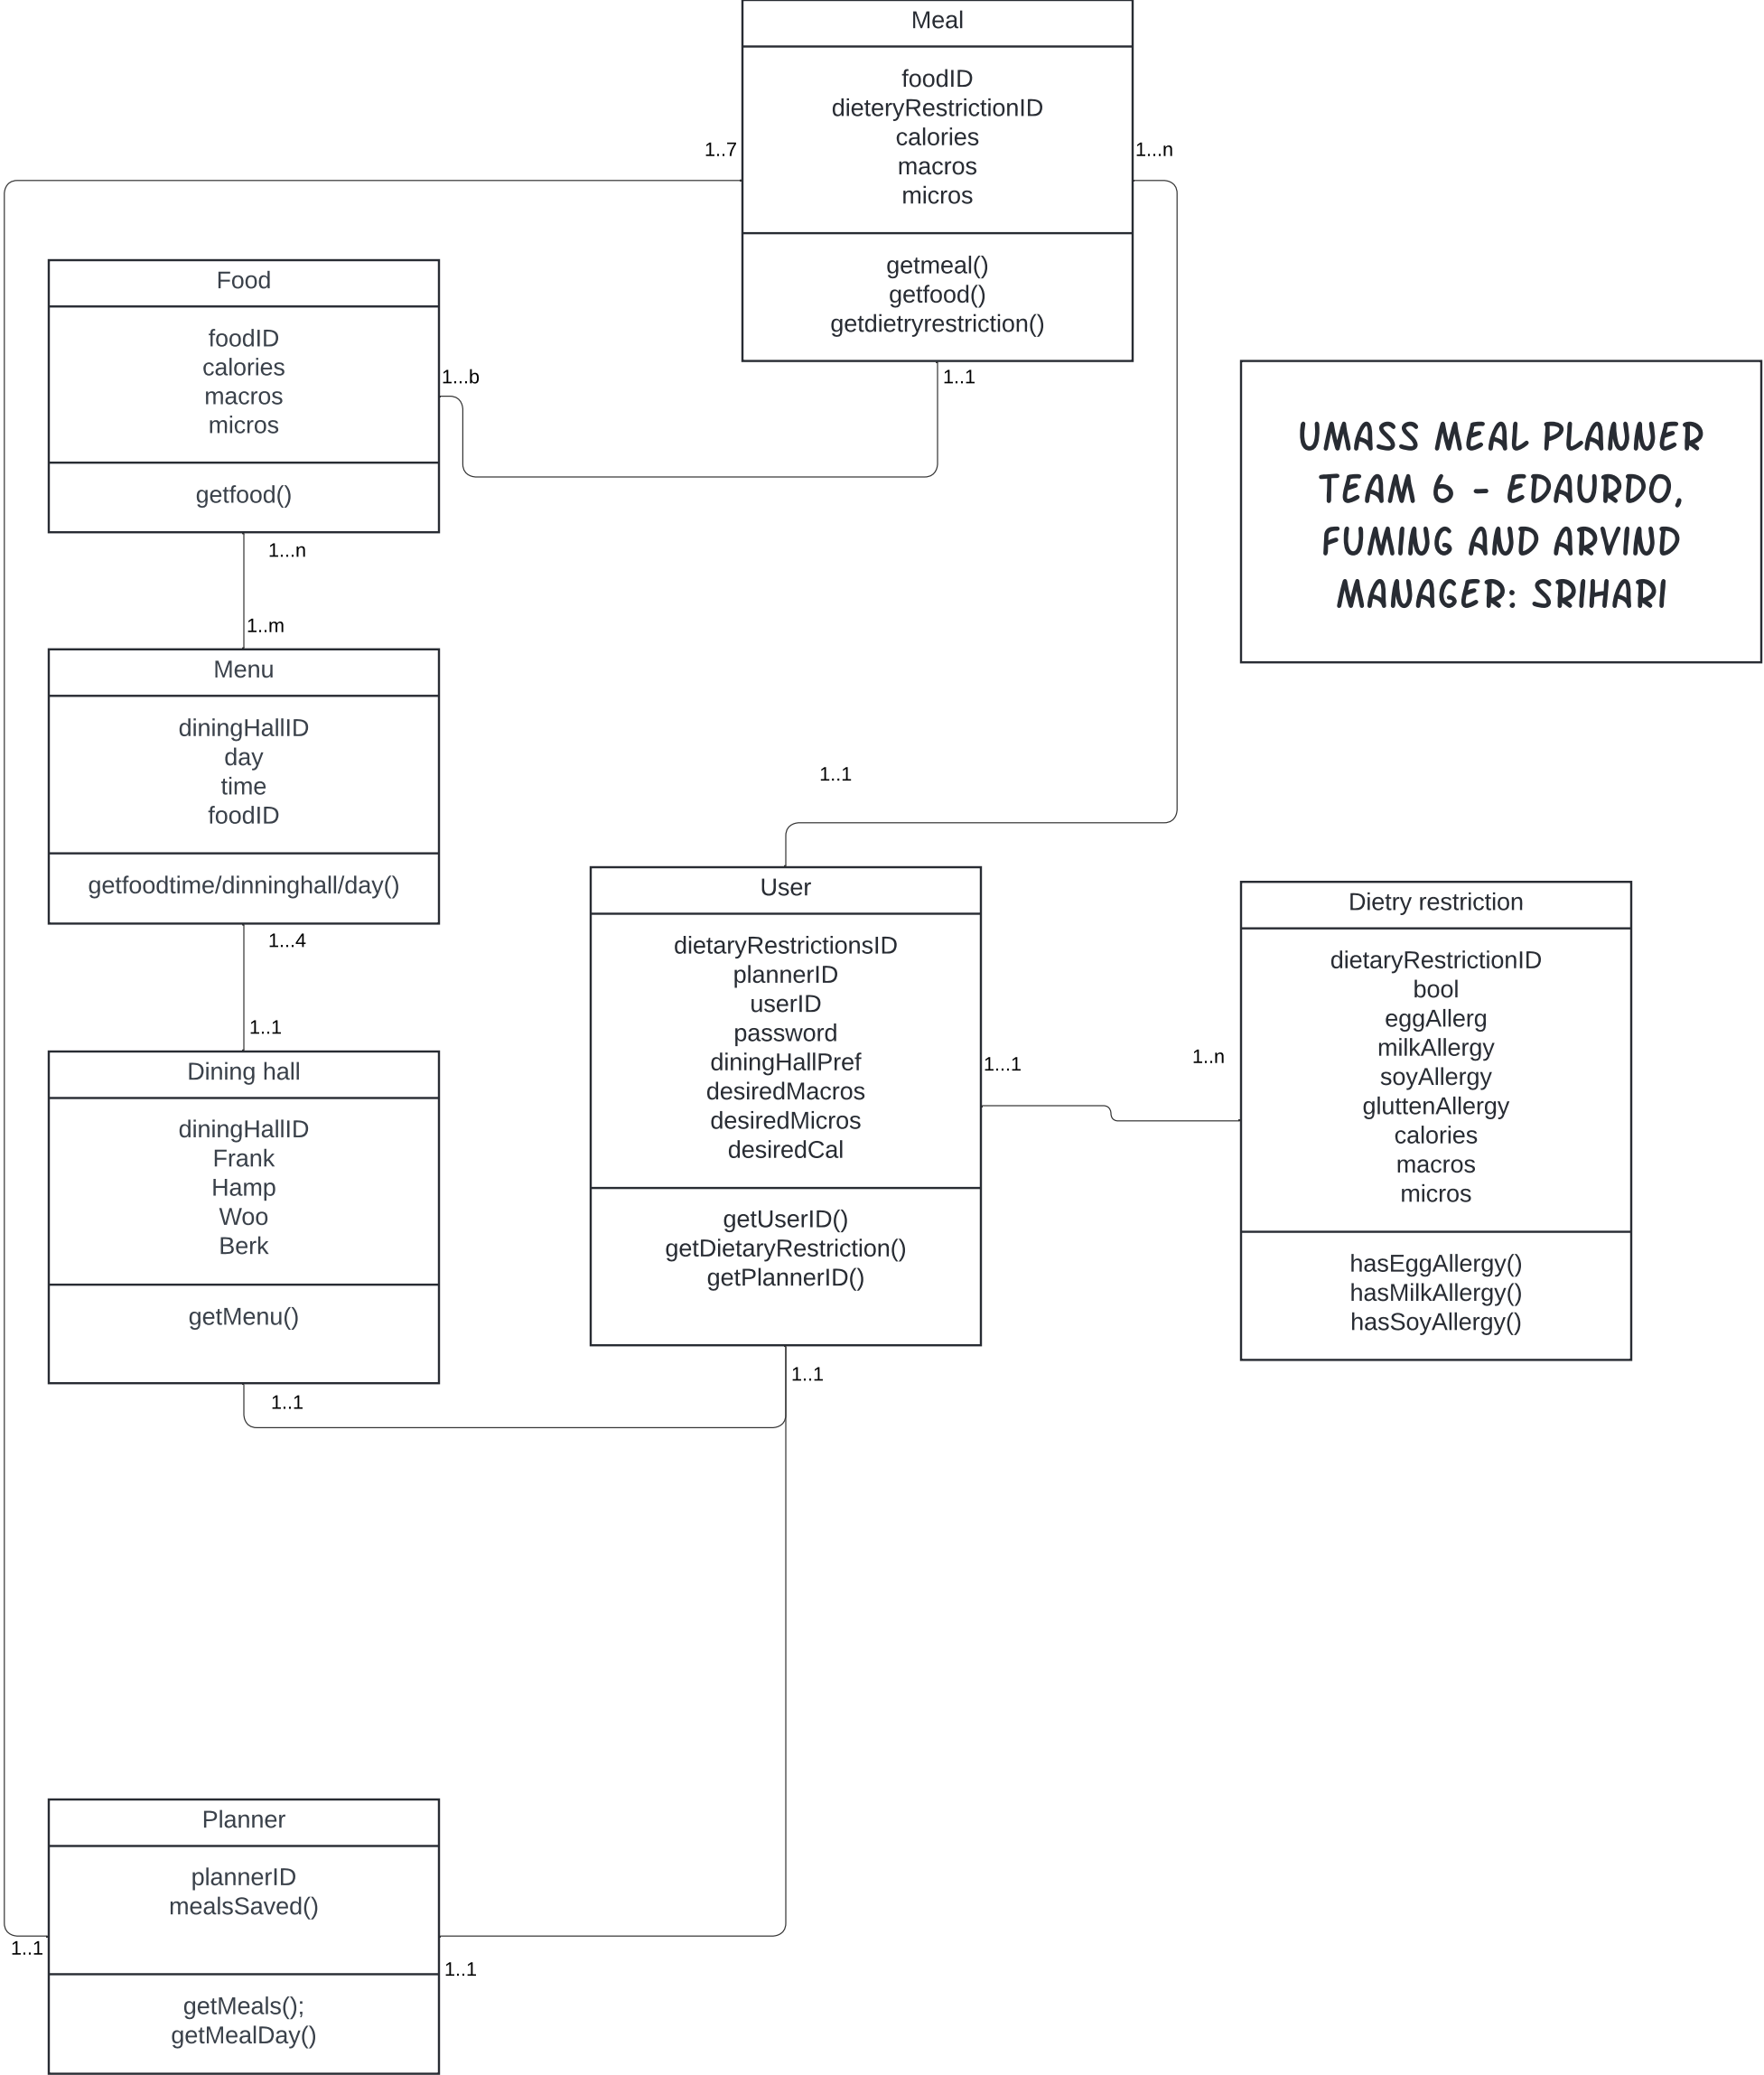 Meal
foodID
dieteryRestrictionID
calories
macros
micros
getmeal()
getfood()
getdietryrestriction()
1..7
1...n
1..1
Food
foodID
calories
macros
micros
getfood()
1...b
1...n
UMASS MEAL PLANNER
TEAM 6 - EDAURDO,
FUMING AND ARVIND
MANAGER: SRIHARI
1..m
Menu
diningHallID
day
time
foodID
getfoodtime/dinninghall/day()
1...4
1..1
Dining hall
diningHallID
Frank
Hamp
Woo
Berk
getMenu()
1..1
1..1
User
dietaryRestrictionsID
plannerID
userID
password
diningHallPref
desiredMacros
desiredMicros
desiredCal
getUserID()
getDietaryRestriction()
getPlannerID()
1...1
1..n
1..1
Dietry restriction
dietaryRestrictionID
bool
eggAllerg
milkAllergy
soyAllergy
gluttenAllergy
calories
macros
micros
hasEggAllergy()
hasMilkAllergy()
hasSoyAllergy()
Planner
plannerID
mealsSaved()
getMeals();
getMealDay()
1..1
1..1